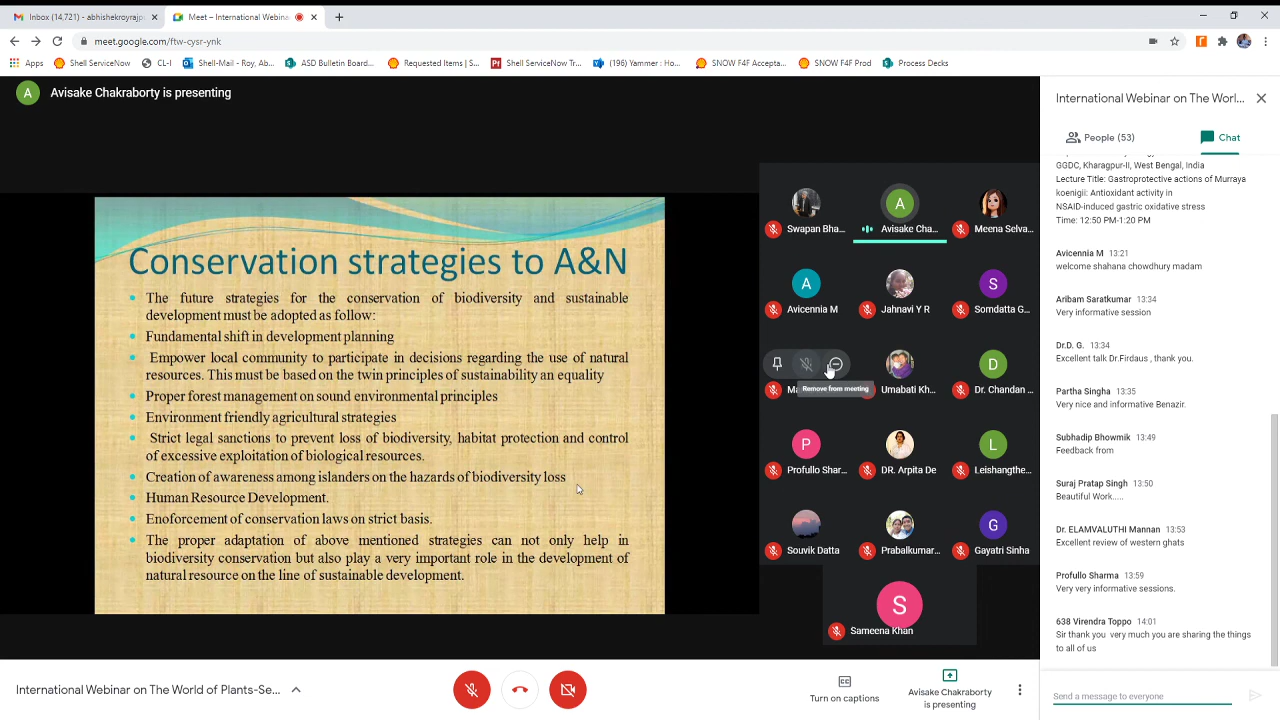 Inbox (14,721) - abhishekroyrajp
Meet – International Webina
meet.google.com/ftw-cysr-ynk
Apps
Shell ServiceNow
CL-I
Shell-Mail - Roy, Ab...
ASD Bulletin Board...
Requested Items | S...
Shell ServiceNow Tr...
(196) Yammer : Ho...
SNOW F4F Accepta...
SNOW F4F Prod
Process Decks
A
Avisake Chakraborty is presenting
Conservation strategies to A&N
The future strategies for the conservation of biodiversity and sustainable
development must be adopted as follow:
Fundamental shift in development planning
Empower local community to participate in decisions regarding the use of natural
resources. This must be based on the twin principles of sustainability an equality
Proper forest management on sound environmental principles
Environment friendly agricultural strategies
Strict legal sanctions to prevent loss of biodiversity, habitat protection and control
of excessive exploitation of biological resources.
Creation of awareness among islanders on the hazards of biodiversity loss
Human Resource Development.
Enoforcement of conservation laws on strict basis.
The proper adaptation of above mentioned strategies can not only help in
biodiversity conservation but also play a very important role in the development of
natural resource on the line of sustainable development.
A
Swapan Bha...
Avisake Cha...
Meena Selva...
A
S
Avicennia M
Jahnavi Y R
Somdatta G...
D
Ma
Remove from meeting
Umabati Kh...
Dr. Chandan ...
P
L
Profullo Shar...
DR. Arpita De
Leishangthe...
G
Souvik Datta
Prabalkumar...
Gayatri Sinha
S
Sameena Khan
International Webinar on The Worl...
People (53)
Chat
GGDC, Kharagpur-II, West Bengal, India
Lecture Title: Gastroprotective actions of Murraya
koenigii: Antioxidant activity in
NSAID-induced gastric oxidative stress
Time: 12:50 PM-1:20 PM
Avicennia M 13:21
welcome shahana chowdhury madam
Aribam Saratkumar 13:34
Very informative session
Dr.D. G. 13:34
Excellent talk Dr.Firdaus , thank you.
Partha Singha 13:35
Very nice and informative Benazir.
Subhadip Bhowmik 13:49
Feedback from
Suraj Pratap Singh 13:50
Beautiful Work.....
Dr. ELAMVALUTHI Mannan 13:53
Excellent review of western ghats
Profullo Sharma 13:59
Very very informative sessions.
638 Virendra Toppo 14:01
Sir thank you very much you are sharing the things
to all of us
Send a message to everyone
International Webinar on The World of Plants-Se...
Turn on captions
Avisake Chakraborty
is presenting